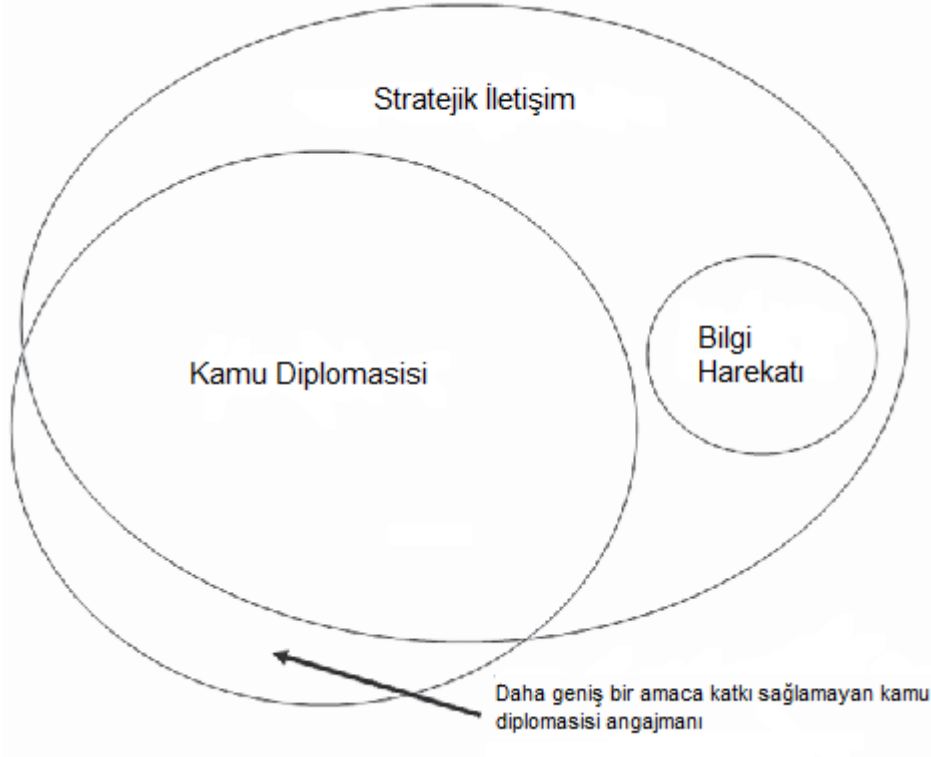 Stratejik İletişim
Kamu Diplomasisi
Bilgi
Harekatı
Daha geniş bir amaca katkı sağlamayan kamu
diplomasisi angajmanı